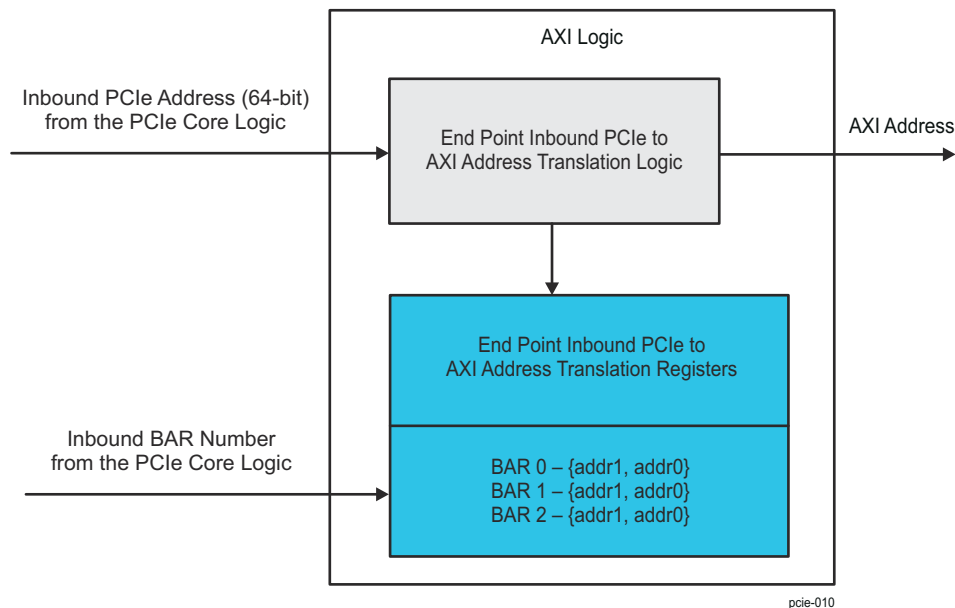 AXI Logic
Inbound PCIe Address (64-bit)
from the PCIe Core Logic
End Point Inbound PCIe to
AXI Address Translation Logic
AXI Address
End Point Inbound PCIe to
AXI Address Translation Registers
Inbound BAR Number
from the PCIe Core Logic
BAR 0 – {addr1, addr0}
BAR 1 – {addr1, addr0}
BAR 2 – {addr1, addr0}
pcie-010